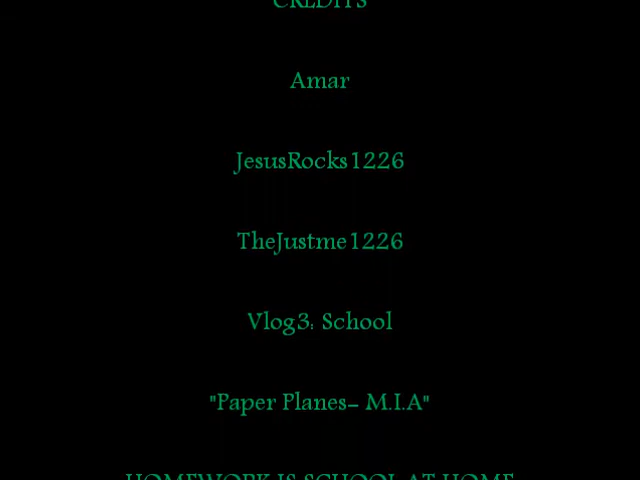 CREDITS
Amar
JesusRocks1226
TheJustme1226
Vlog3: School
"Paper Planes- M.I.A"
HOMEWORK IS SCHOOL AT HOME